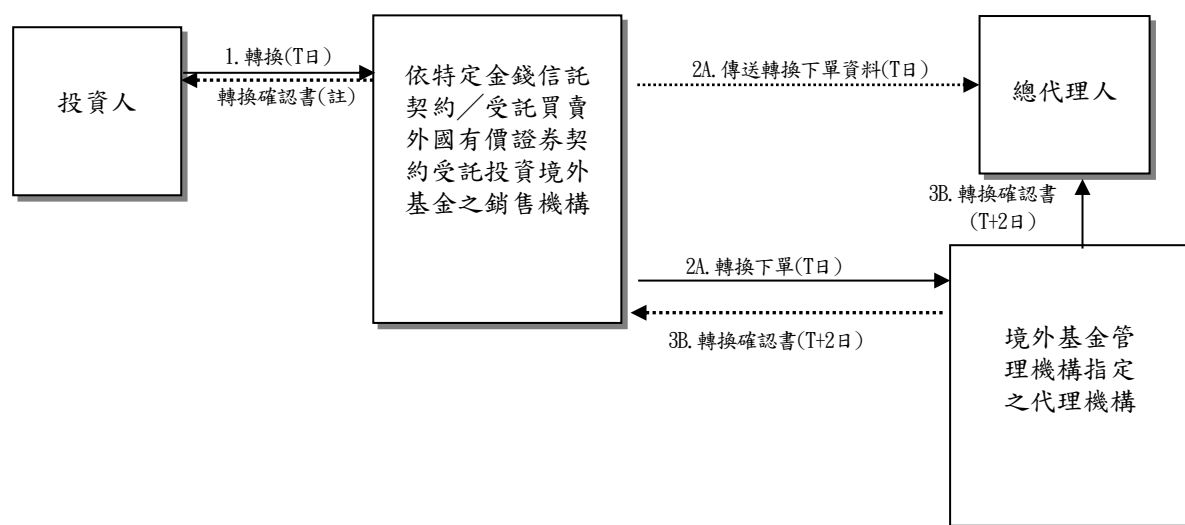 投資人
1.轉換(T日)
轉換確認書(註)
依特定金錢信託
契約／受託買賣
外國有價證券契
約受託投資境外
基金之銷售機構
2A.傳送轉換下單資料(T日)
總代理人
3B.轉換確認書
(T+2日)
2A.轉換下單(T日)
3B.轉換確認書(T+2日)
境外基金管
理機構指定
之代理機構